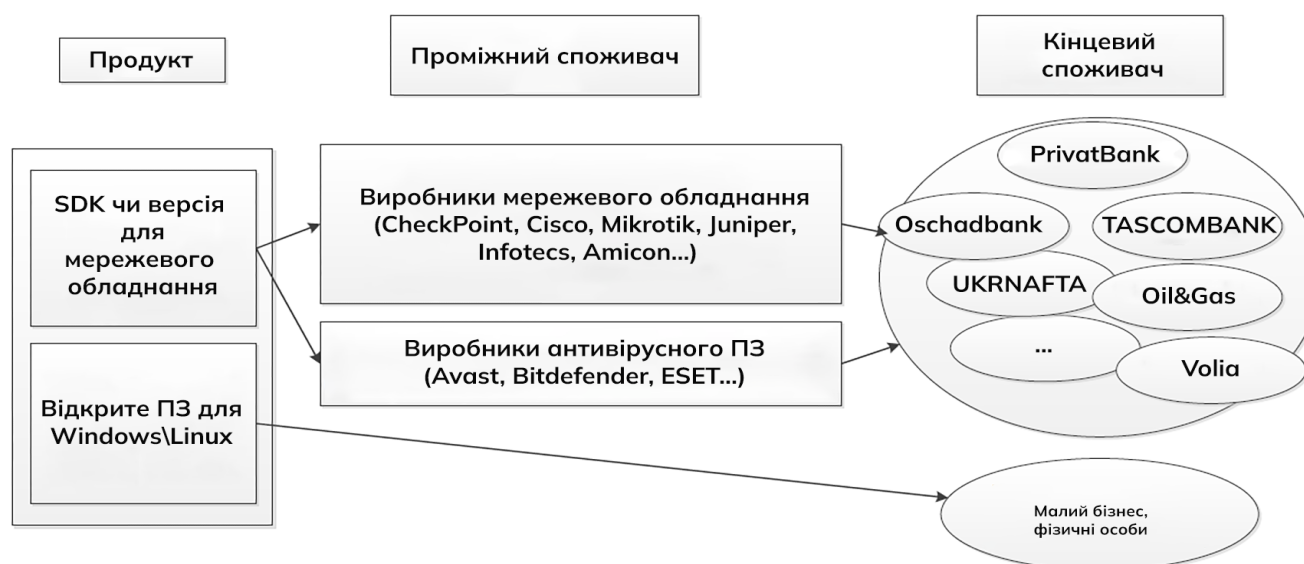 Продукт
Проміжний споживач
Кінцевий
споживач
SDK чи версія
для
мережевого
обладнання
Відкрите ПЗ для
Windows\Linux
Виробники мережевого обладнання
(CheckPoint, Cisco, Mikrotik, Juniper,
Infotecs, Amicon...)
Виробники антивірусного ПЗ
(Avast, Bitdefender, ESET...)
PrivatBank
Oschadbank
TASCOMBANK
UKRNAFTA
Oil&Gas
...
Volia
Малий бізнес,
фізичні особи